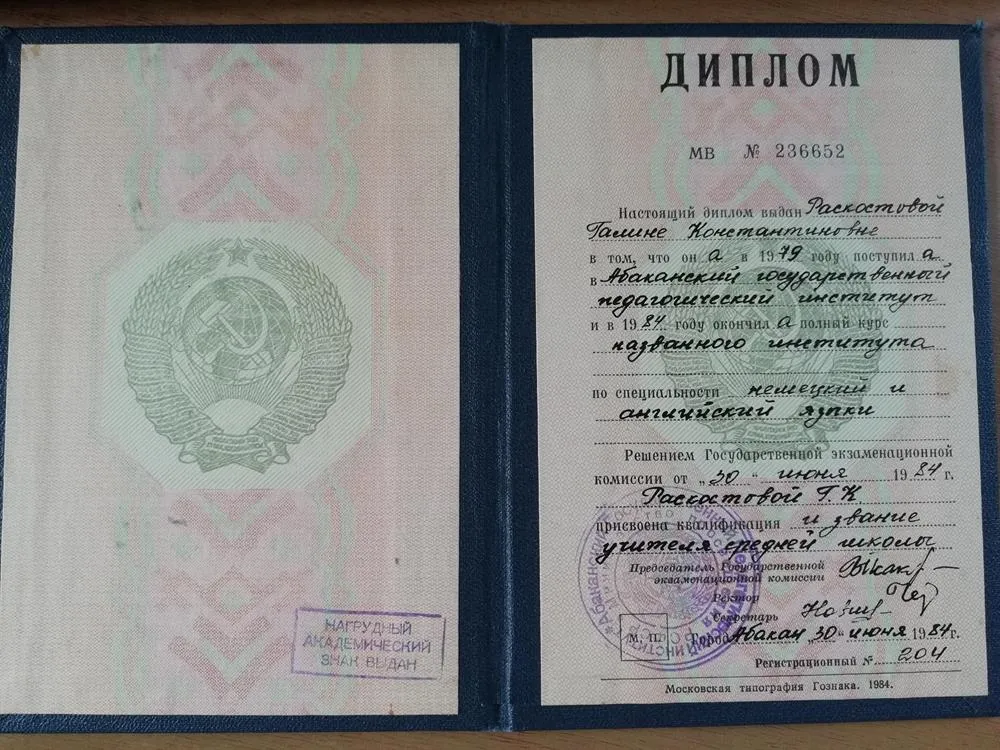 НАГРУДНЫЙ
АКАДЕМИЧЕСКИЙ
ЗНАК ВЫДАН
ДИПЛОМ
МВ № 236652
Настоящий диплом выдан Раскостовой
Галине Константиновне
в том, что он а в 1979 году поступил а
в Абаканский государственный
педагогический институт
и в 1984 году окончил а полный курс
названного института
по специальности немецкий и
английский языки
Решением Государственной экзаменационной
комиссии от „30" июня 1984 г.
Раскостовой Г. К.
присвоена квалификация и звание
учителя средней школы
Председатель Государственной
экзаменационной комиссии
Ректор
Секретарь
М. П. Город Абакан „30" июня 1984 г.
Регистрационный № 204
Московская типография Гознака. 1984.